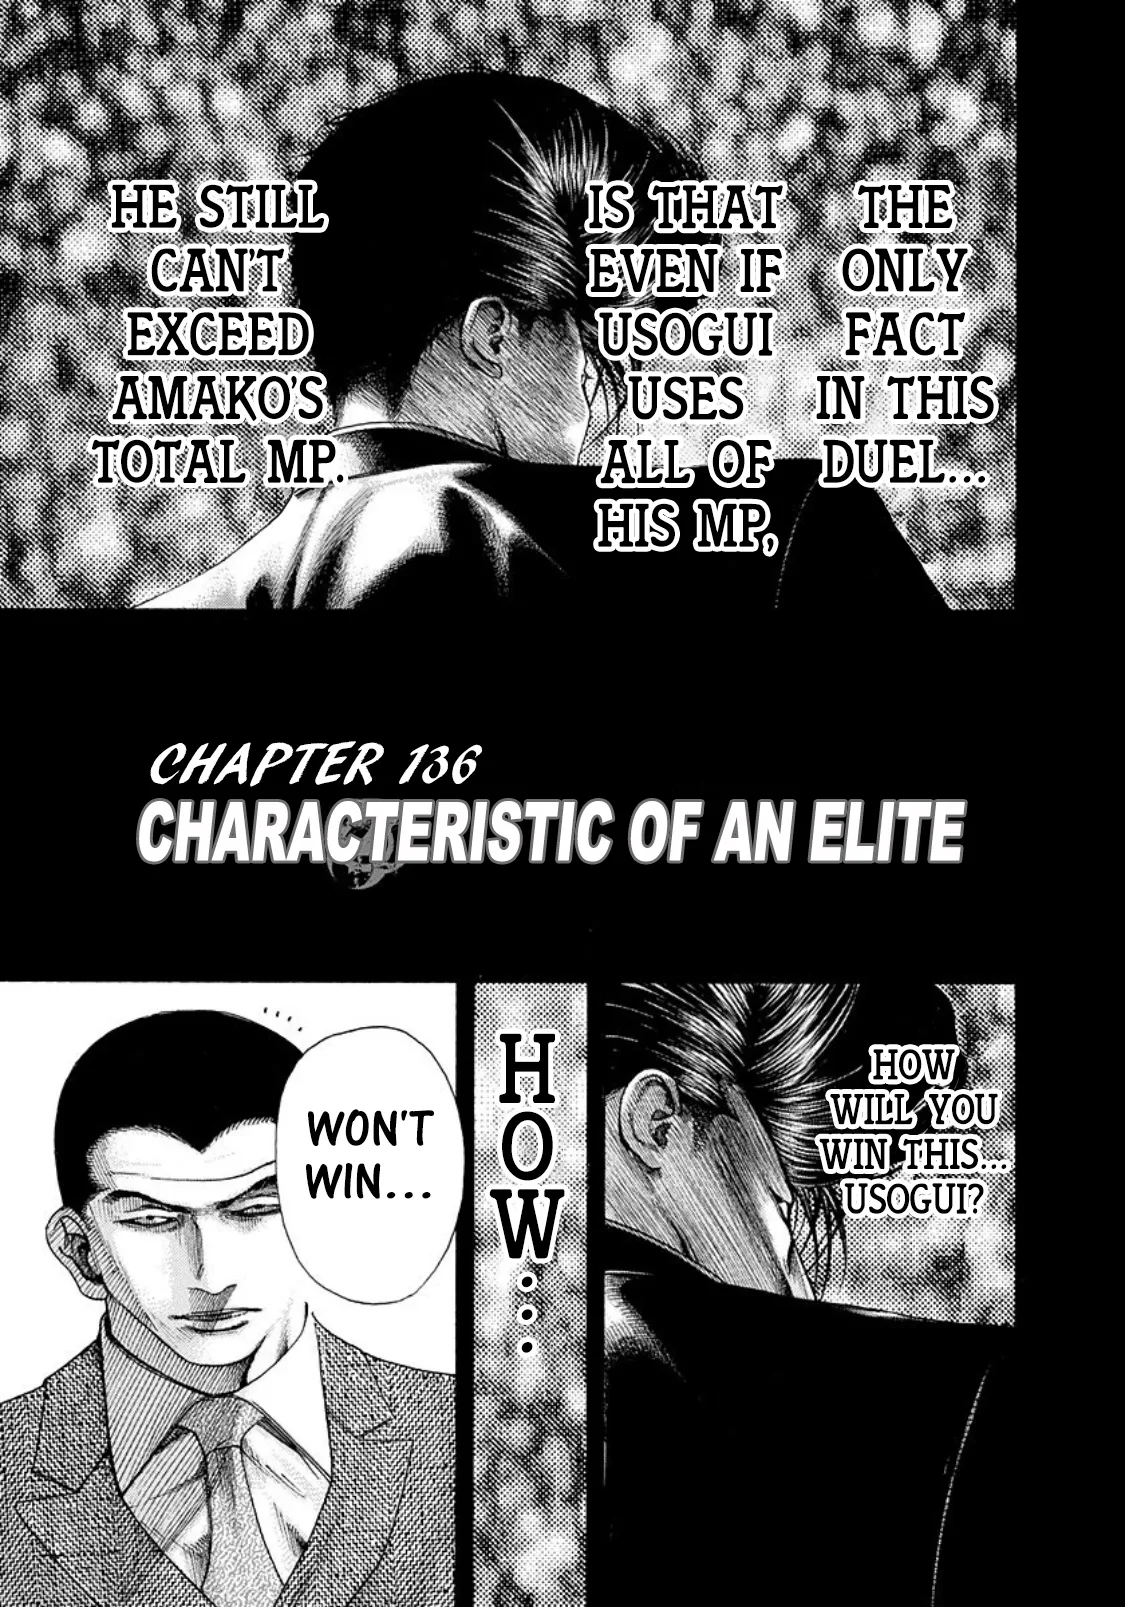 THE
ONLY
FACT
IN THIS
DUEL...
IS THAT
EVEN IF
USOGUI
USES
ALL OF
HIS MP,
HE STILL
CAN'T
EXCEED
AMAKO'S
TOTAL MP.
CHAPTER 136
CHARACTERISTIC OF AN ELITE
HOW
WILL YOU
WIN THIS...
USOGUI?
HOW...
WON'T
WIN...